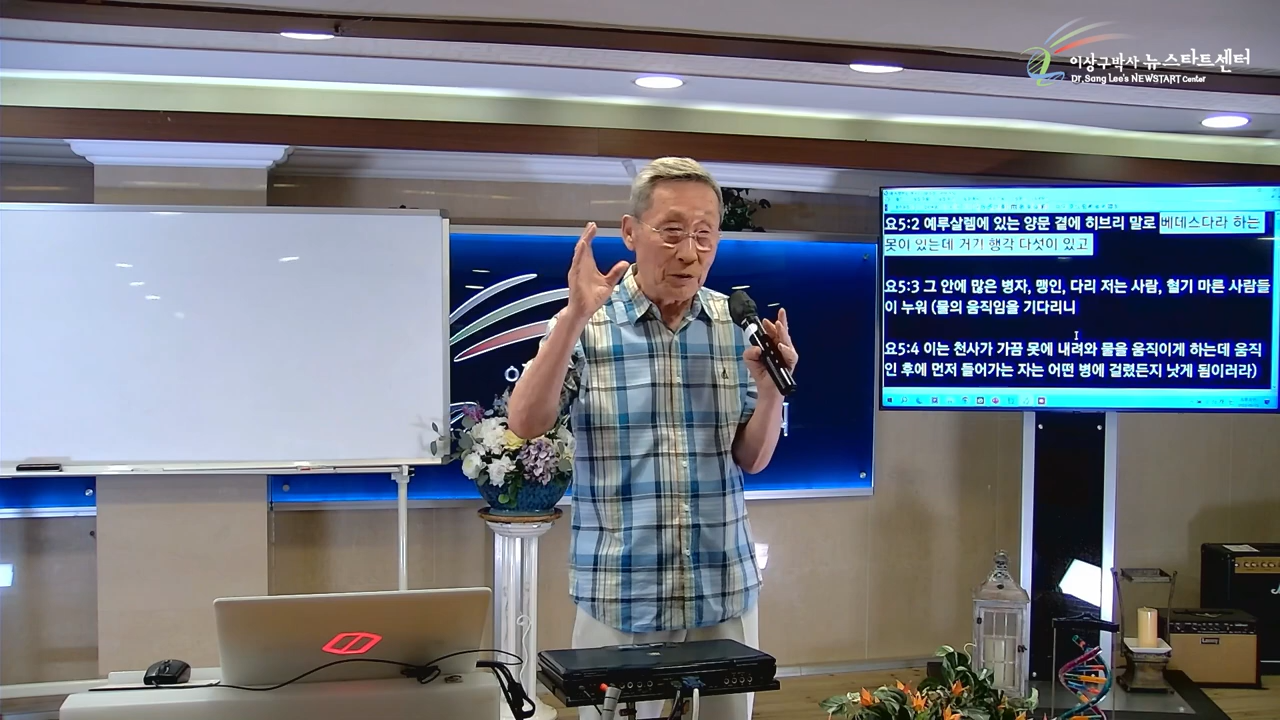 이상구박사 뉴스타트센터
Dr. Sang Lee's NEWSTART Center
요5:2 예루살렘에 있는 양문 곁에 히브리 말로 베데스다라 하는
못이 있는데 거기 행각 다섯이 있고
요5:3 그 안에 많은 병자, 맹인, 다리 저는 사람, 혈기 마른 사람들
이 누워 (물의 움직임을 기다리니
요5:4 이는 천사가 가끔 못에 내려와 물을 움직이게 하는데 움직
인 후에 먼저 들어가는 자는 어떤 병에 걸렸든지 낫게 됨이러라)
Laney